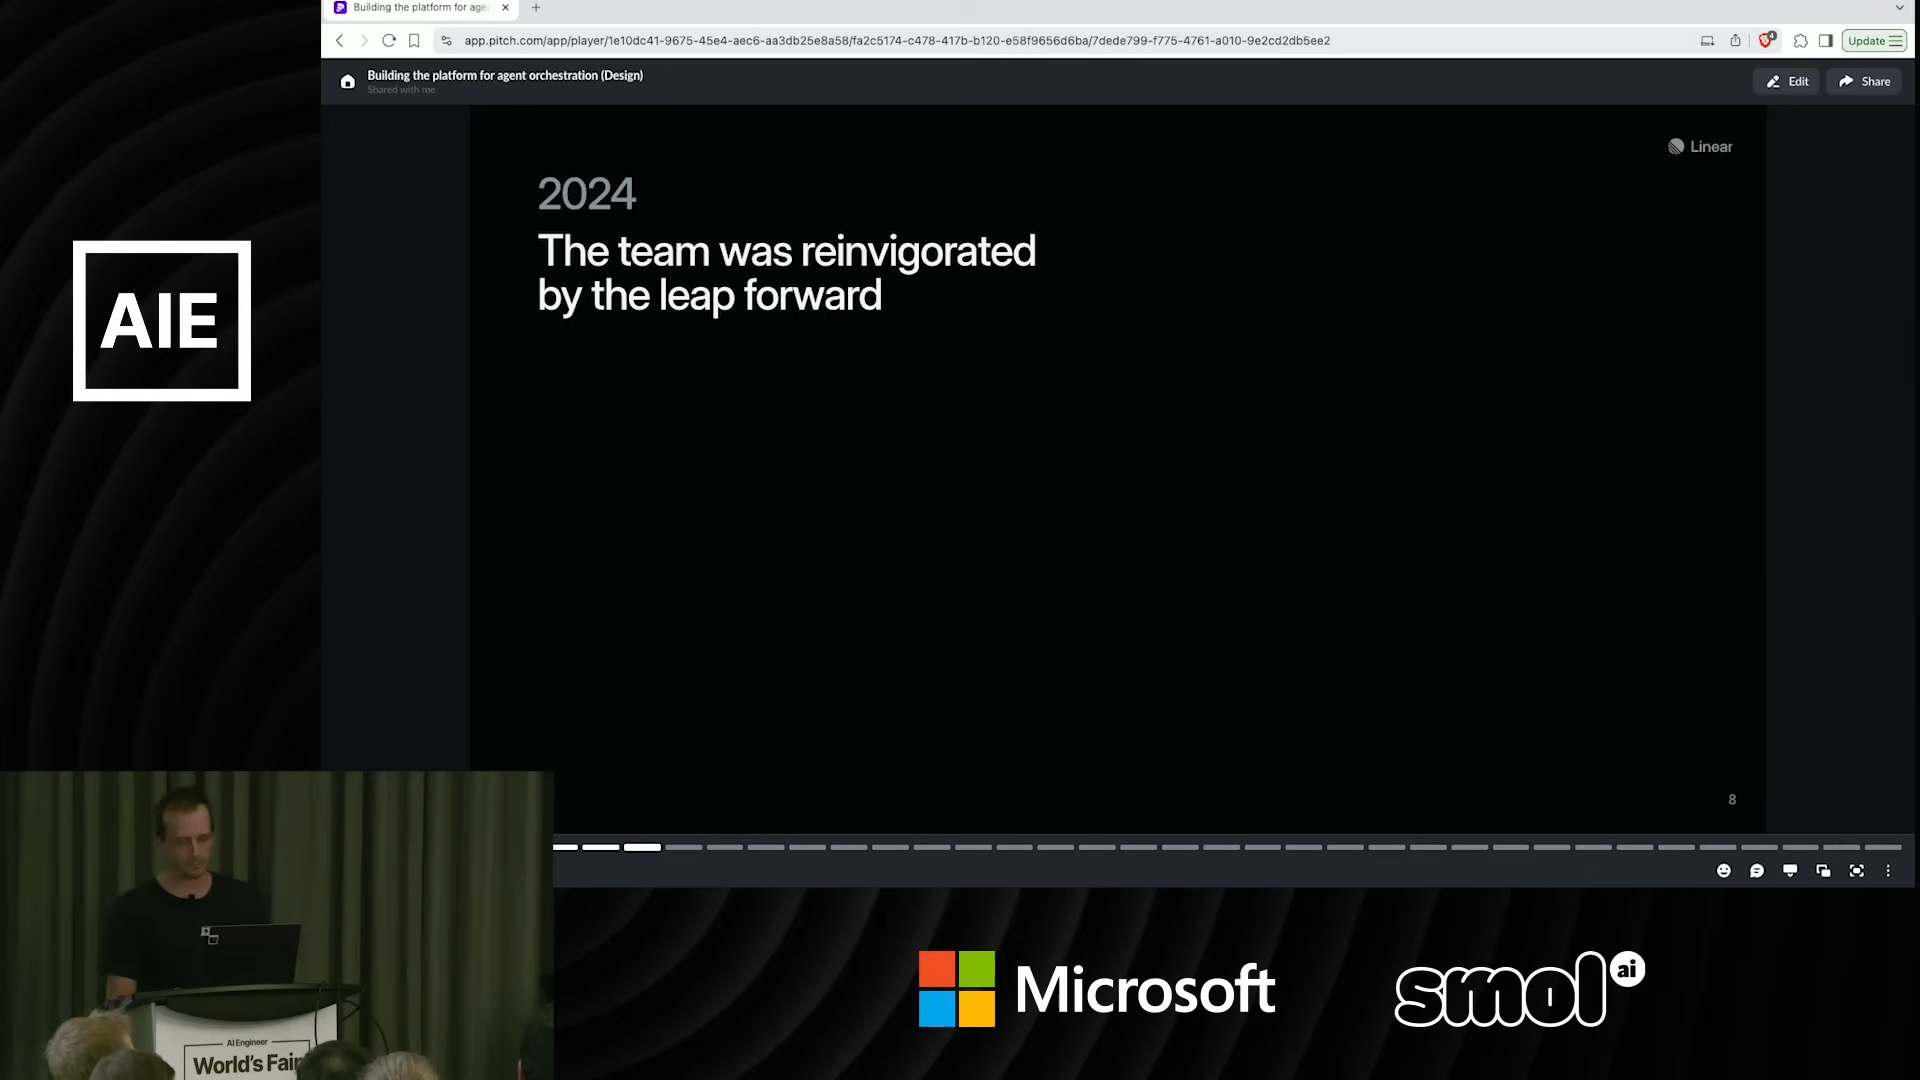 Building the platform for age
app.pitch.com/app/player/1e10dc41-9675-45e4-aec6-aa3db25e8a58/fa2c5174-c478-417b-b120-e58f9656d6ba/7dede799-f775-4761-a010-9e2cd2db5ee2
4
Update
Building the platform for agent orchestration (Design)
Shared with me
Edit
Share
Linear
2024
The team was reinvigorated
by the leap forward
8
AIE
AI Engineer
World's Fair
Microsoft
smol ai